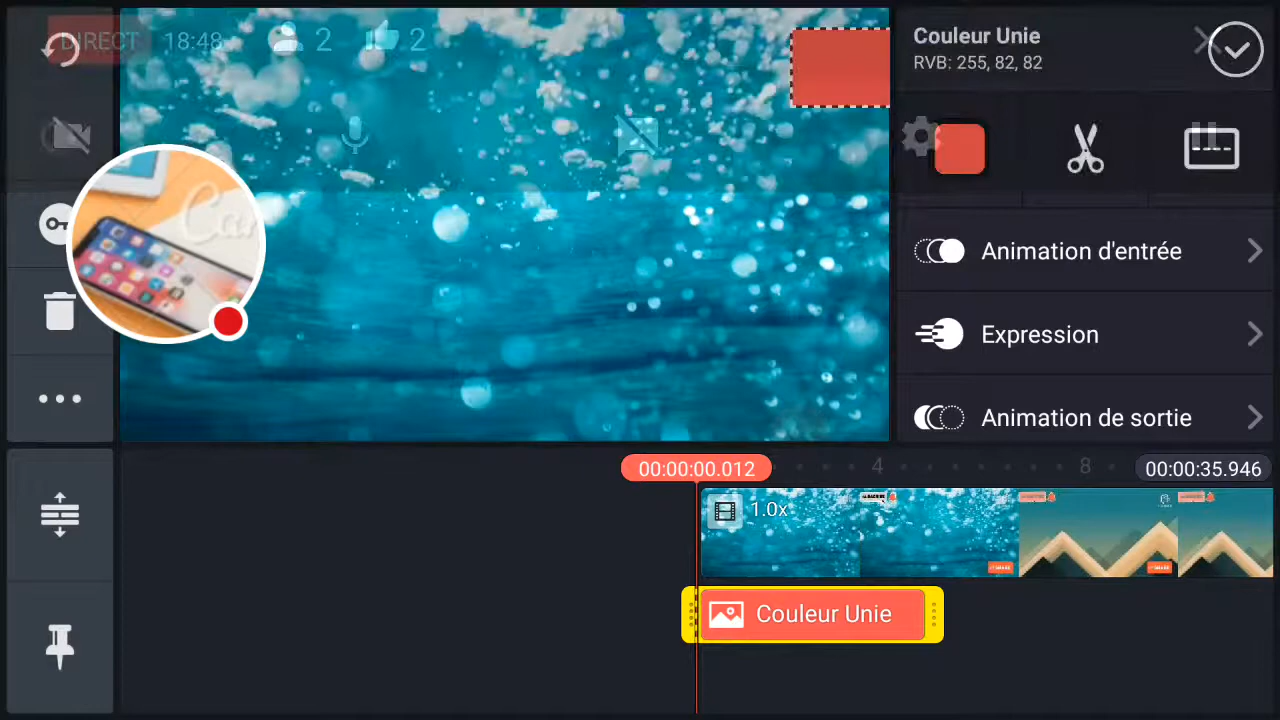 DIRECT 18:48 2 2
Couleur Unie
RVB: 255, 82, 82
Animation d'entrée
Expression
Animation de sortie
00:00:00.012 4 8 00:00:35.946
1.0x
Couleur Unie